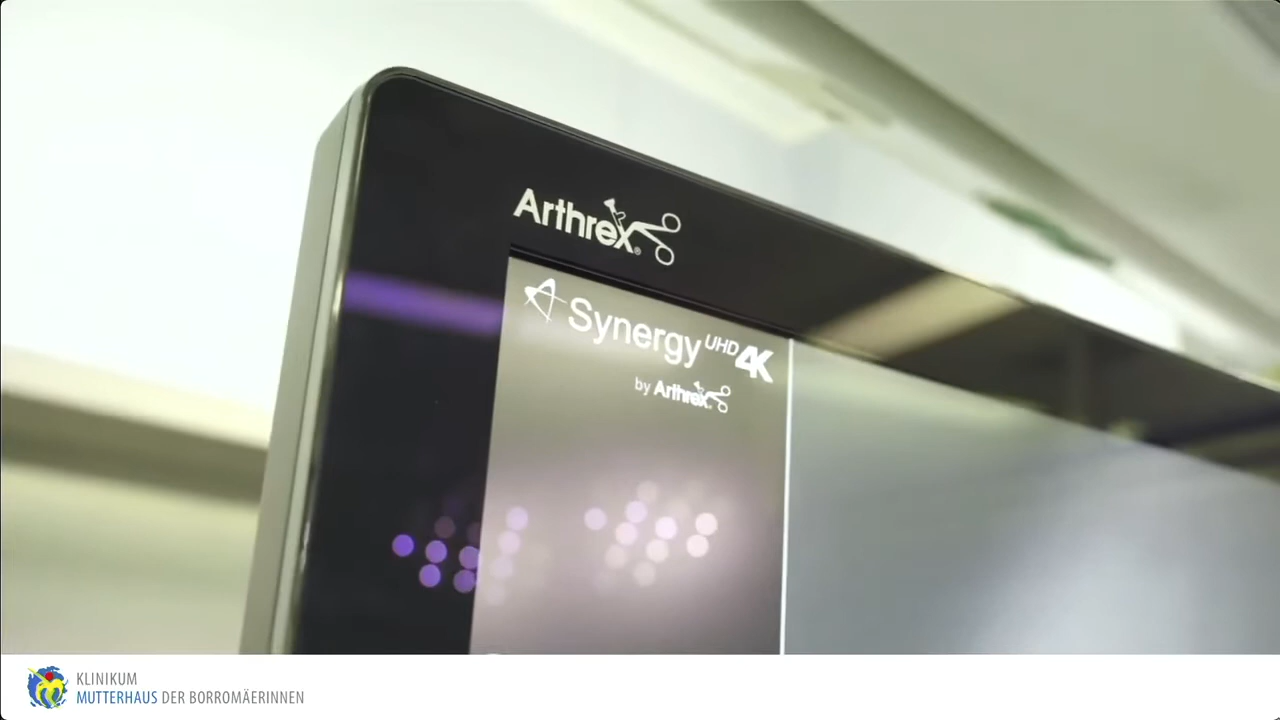 Arthrex®
Synergy UHD 4K
by Arthrex®
KLINIKUM
MUTTERHAUS DER BORROMÄERINNEN